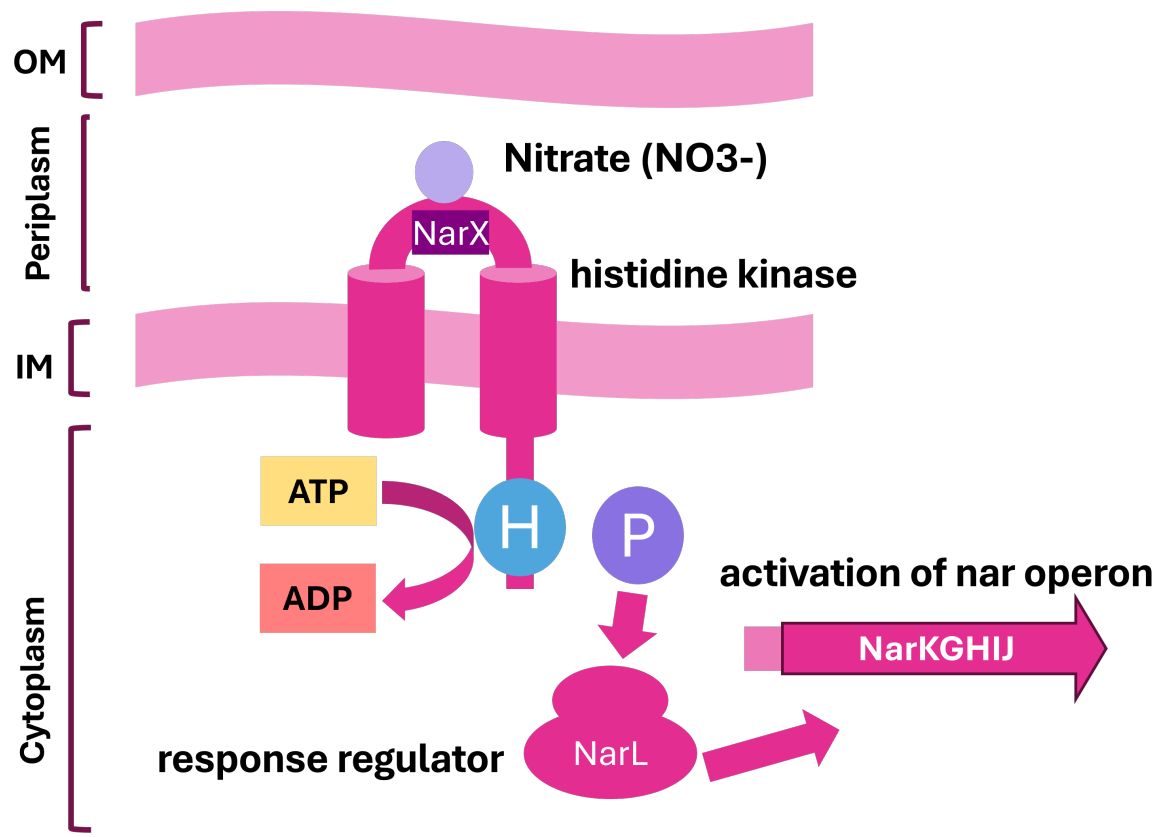 OM
Periplasm
Nitrate (NO3-)
NarX
histidine kinase
IM
ATP
H
P
ADP
activation of nar operon
NarKGHIJ
Cytoplasm
response regulator
NarL